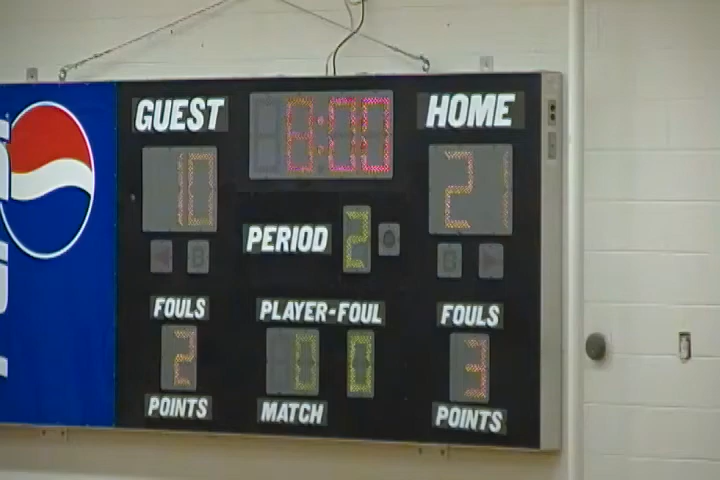 GUEST 8:00 HOME
10 21
PERIOD 2
B B
FOULS PLAYER-FOUL FOULS
2 0 0 3
POINTS MATCH POINTS